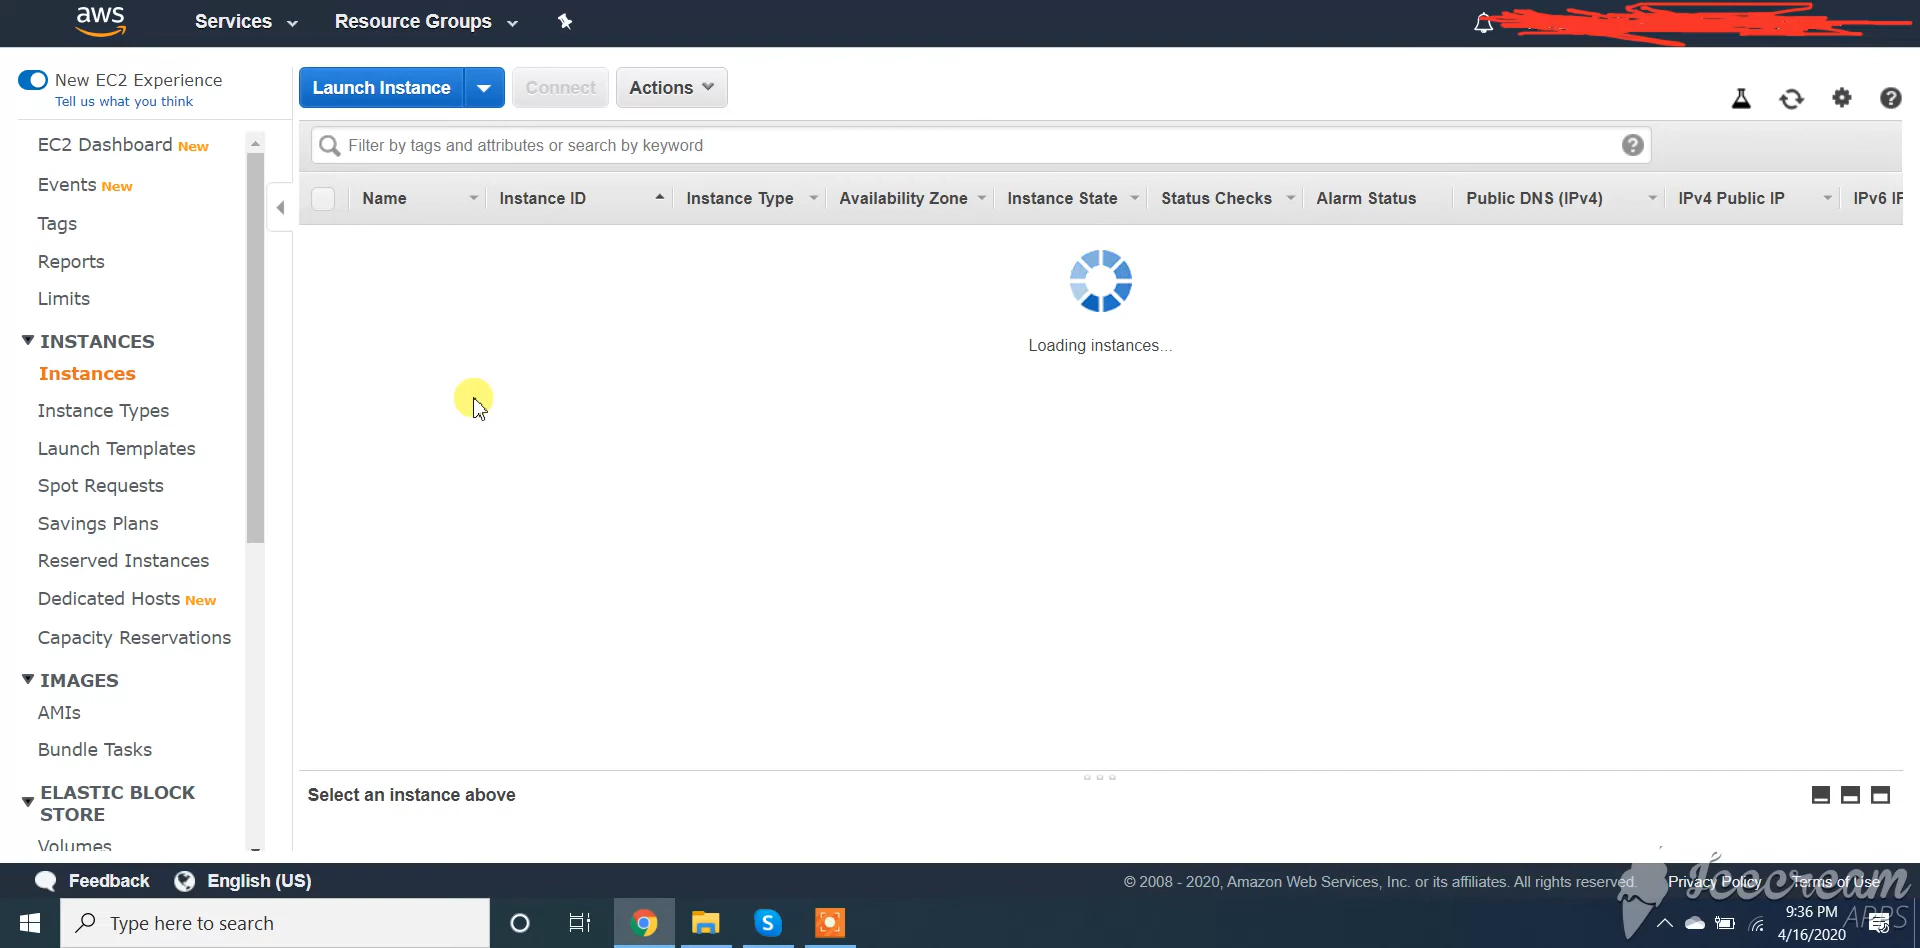 aws
Services
Resource Groups
New EC2 Experience
Tell us what you think
EC2 Dashboard New
Events New
Tags
Reports
Limits
INSTANCES
Instances
Instance Types
Launch Templates
Spot Requests
Savings Plans
Reserved Instances
Dedicated Hosts New
Capacity Reservations
IMAGES
AMIs
Bundle Tasks
ELASTIC BLOCK
STORE
Volumes
Launch Instance
Connect
Actions
Filter by tags and attributes or search by keyword
Name
Instance ID
Instance Type
Availability Zone
Instance State
Status Checks
Alarm Status
Public DNS (IPv4)
IPv4 Public IP
IPv6 IP
Loading instances...
Select an instance above
Feedback
English (US)
© 2008 - 2020, Amazon Web Services, Inc. or its affiliates. All rights reserved.
Privacy Policy
Terms of Use
Icecream
APPS
Type here to search
9:36 PM
4/16/2020